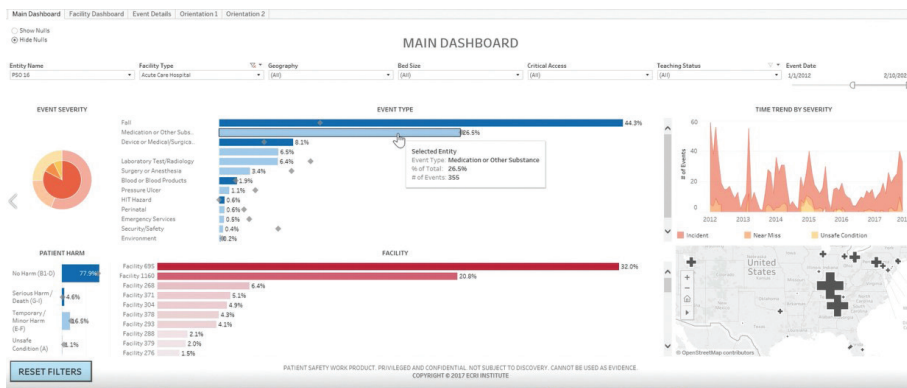 Main Dashboard Facility Dashboard Event Details Orientation 1 Orientation 2
Show Nulls
Hide Nulls
MAIN DASHBOARD
Entity Name Facility Type Geography Bed Size Critical Access Teaching Status Event Date
PSO 16 Acute Care Hospital (All) (All) (All) (All) 1/1/2012 2/10/202
EVENT SEVERITY
EVENT TYPE
Fall 44.3%
Medication or Other Subs.. 26.5%
Device or Medical/Surgica.. 8.1%
6.5%
Laboratory Test/Radiology 6.4%
Surgery or Anesthesia 3.4%
Blood or Blood Products 1.9%
Pressure Ulcer 1.1%
HIT Hazard 0.6%
Perinatal 0.6%
Emergency Services 0.5%
Security/Safety 0.4%
Environment 0.2%
Selected Entity
Event Type: Medication or Other Substance
% of Total: 26.5%
# of Events: 355
TIME TREND BY SEVERITY
# of Events
60
40
20
0
2012 2013 2014 2015 2016 2017 201
Incident Near Miss Unsafe Condition
PATIENT HARM
No Harm (B1-D) 77.9%
Serious Harm / Death (G-I) 4.6%
Temporary / Minor Harm (E-F) 16.5%
Unsafe Condition (A) 1.1%
FACILITY
Facility 695 32.0%
Facility 1160 20.8%
Facility 268 6.4%
Facility 371 5.1%
Facility 304 4.9%
Facility 378 4.3%
Facility 293 4.1%
Facility 288 2.1%
Facility 379 2.0%
Facility 276 1.5%
United
States
© OpenStreetMap contributors
RESET FILTERS
PATIENT SAFETY WORK PRODUCT. PRIVILEGED AND CONFIDENTIAL. NOT SUBJECT TO DISCOVERY. CANNOT BE USED AS EVIDENCE.
COPYRIGHT © 2017 ECRI INSTITUTE